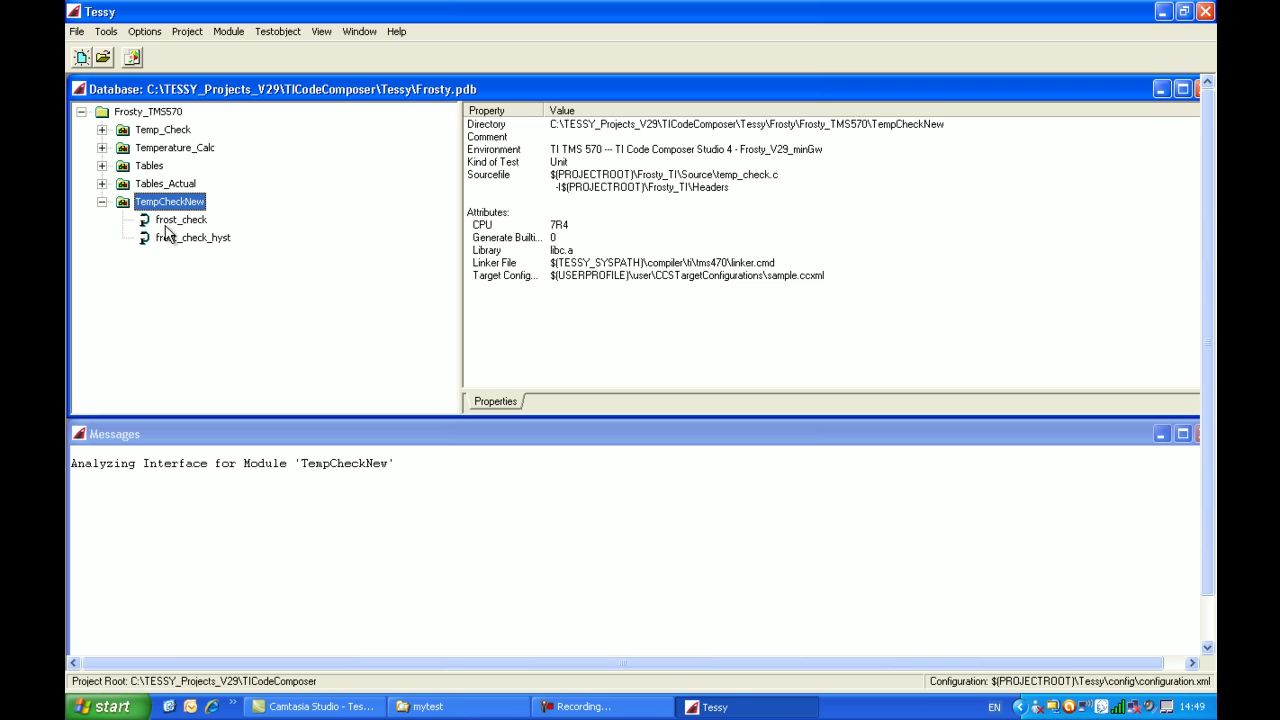 Tessy
File Tools Options Project Module Testobject View Window Help
Database: C:\TESSY_Projects_V29\TICodeComposer\Tessy\Frosty.pdb
Frosty_TMS570
Temp_Check
Temperature_Calc
Tables
Tables_Actual
TempCheckNew
frost_check
frost_check_hyst
Property Value
Directory C:\TESSY_Projects_V29\TICodeComposer\Tessy\Frosty\Frosty_TMS570\TempCheckNew
Comment
Environment TI TMS 570 --- TI Code Composer Studio 4 - Frosty_V29_minGw
Kind of Test Unit
Sourcefile $(PROJECTROOT)\Frosty_TI\Source\temp_check.c
-I$(PROJECTROOT)\Frosty_TI\Headers
Attributes:
CPU 7R4
Generate Builti... 0
Library libc.a
Linker File $(TESSY_SYSPATH)\compiler\ti\tms470\linker.cmd
Target Config... $(USERPROFILE)\user\CCSTargetConfigurations\sample.ccxml
Properties
Messages
Analyzing Interface for Module 'TempCheckNew'
Project Root: C:\TESSY_Projects_V29\TICodeComposer Configuration: $(PROJECTROOT)\Tessy\config\configuration.xml
start Camtasia Studio - Tes... mytest Recording... Tessy EN 14:49